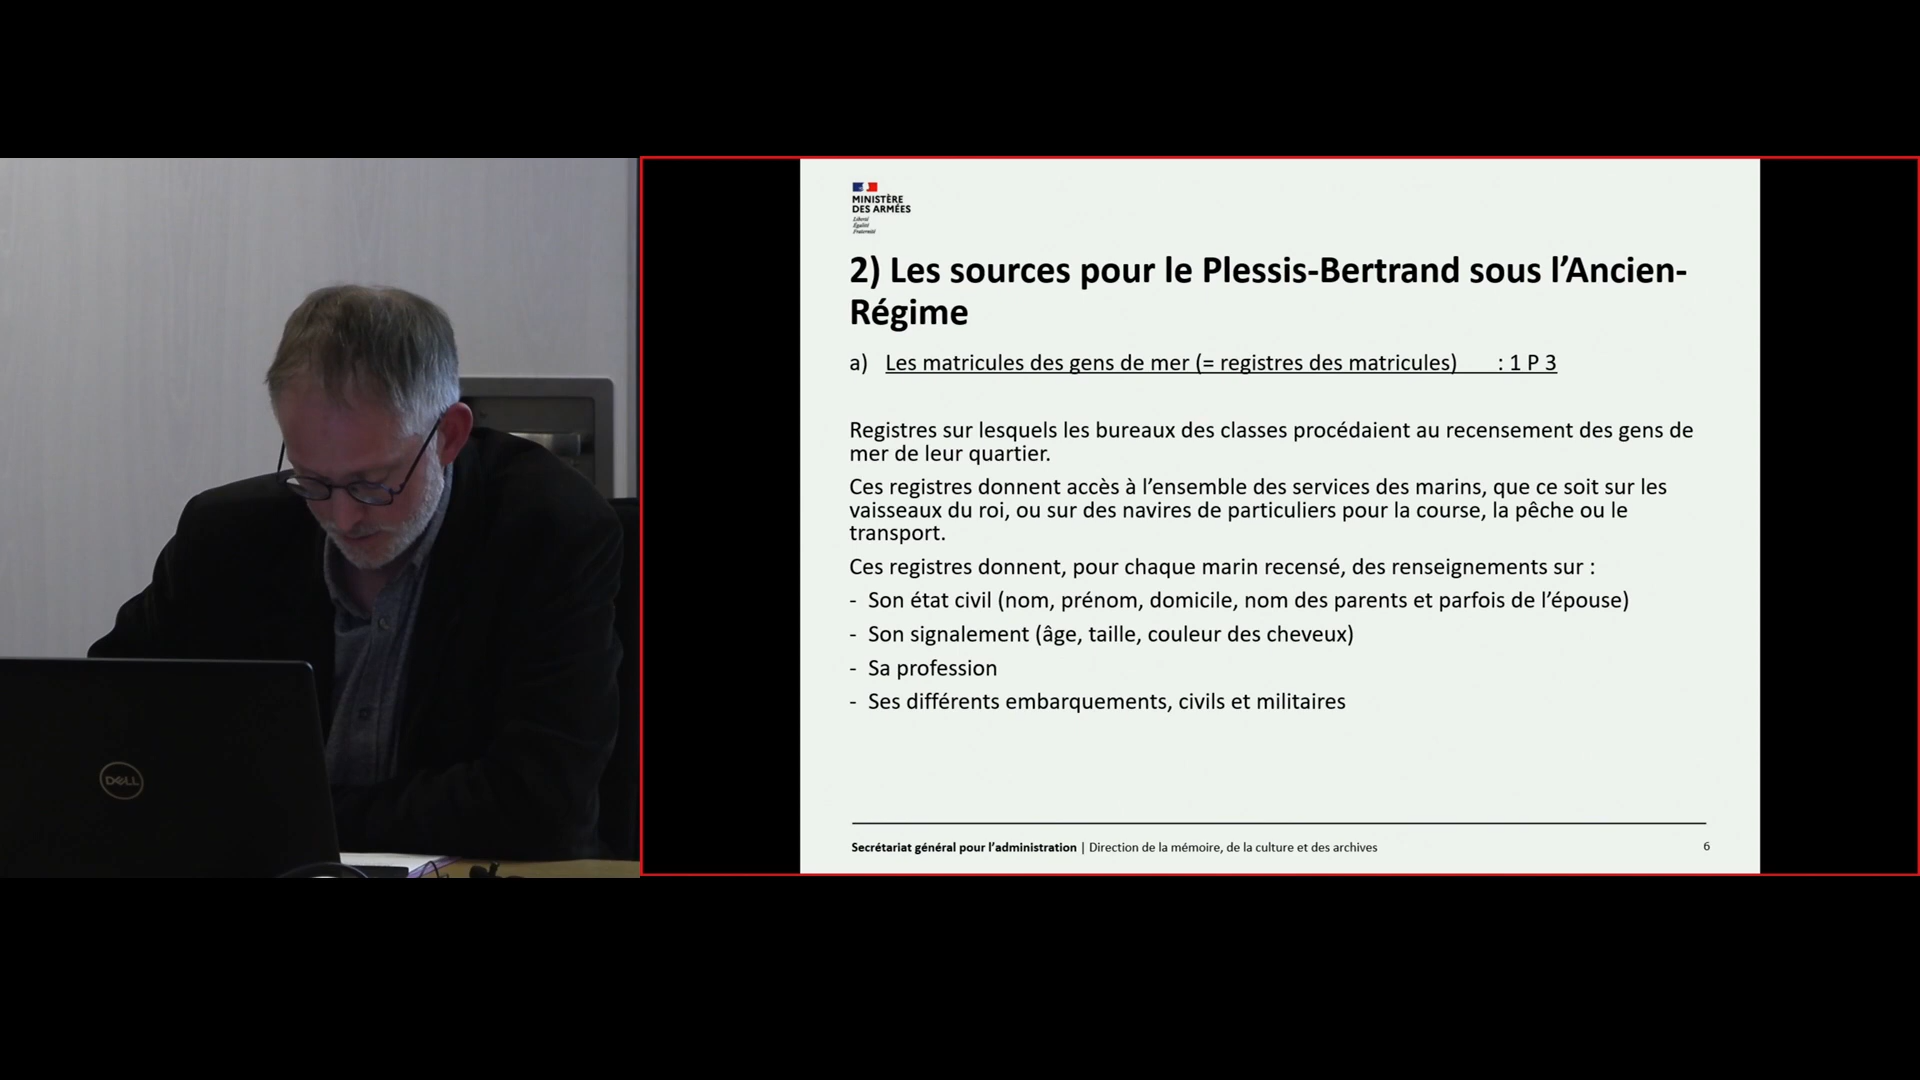 MINISTÈRE
DES ARMÉES
Liberté
Égalité
Fraternité
2) Les sources pour le Plessis-Bertrand sous l’Ancien-
Régime
a) Les matricules des gens de mer (= registres des matricules) : 1 P 3
Registres sur lesquels les bureaux des classes procédaient au recensement des gens de
mer de leur quartier.
Ces registres donnent accès à l’ensemble des services des marins, que ce soit sur les
vaisseaux du roi, ou sur des navires de particuliers pour la course, la pêche ou le
transport.
Ces registres donnent, pour chaque marin recensé, des renseignements sur :
- Son état civil (nom, prénom, domicile, nom des parents et parfois de l’épouse)
- Son signalement (âge, taille, couleur des cheveux)
- Sa profession
- Ses différents embarquements, civils et militaires
Secrétariat général pour l’administration | Direction de la mémoire, de la culture et des archives
6
DELL